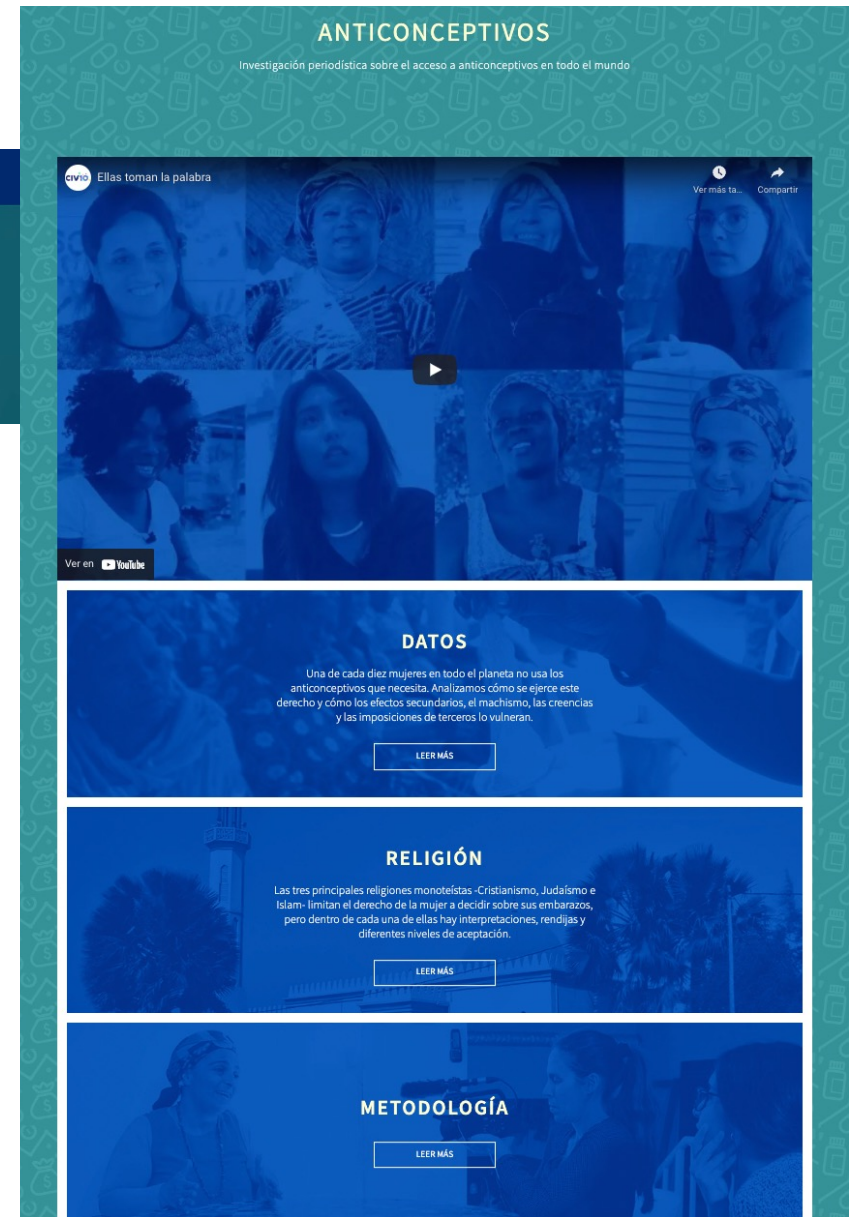 ANTICONCEPTIVOS
Investigación periodística sobre el acceso a anticonceptivos en todo el mundo
civio Ellas toman la palabra
Ver más ta... Compartir
Ver en YouTube
DATOS
Una de cada diez mujeres en todo el planeta no usa los
anticonceptivos que necesita. Analizamos cómo se ejerce este
derecho y cómo los efectos secundarios, el machismo, las creencias
y las imposiciones de terceros lo vulneran.
LEER MÁS
RELIGIÓN
Las tres principales religiones monoteístas -Cristianismo, Judaísmo e
Islam- limitan el derecho de la mujer a decidir sobre sus embarazos,
pero dentro de cada una de ellas hay interpretaciones, rendijas y
diferentes niveles de aceptación.
LEER MÁS
METODOLOGÍA
LEER MÁS